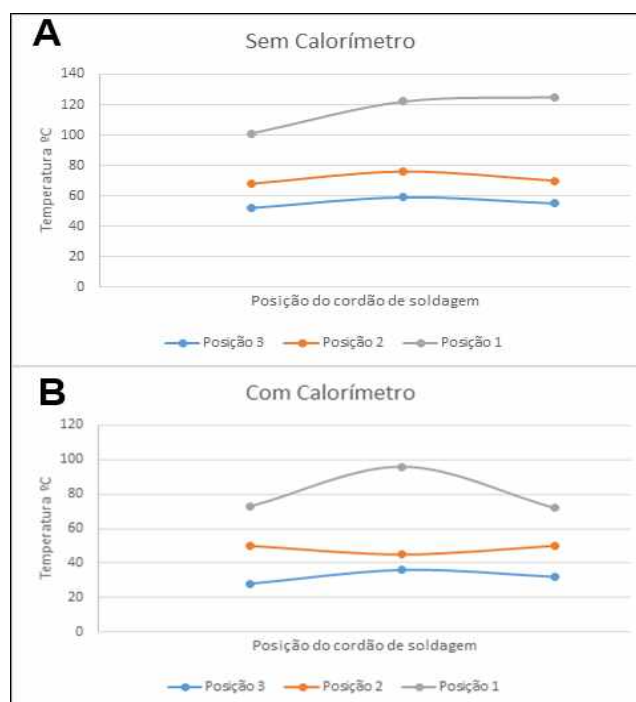 A
Sem Calorímetro
140
120
100
80
60
40
20
0
Temperatura ºC
Posição do cordão de soldagem
Posição 3 Posição 2 Posição 1
B
Com Calorímetro
120
100
80
60
40
20
0
Temperatura ºC
Posição do cordão de soldagem
Posição 3 Posição 2 Posição 1